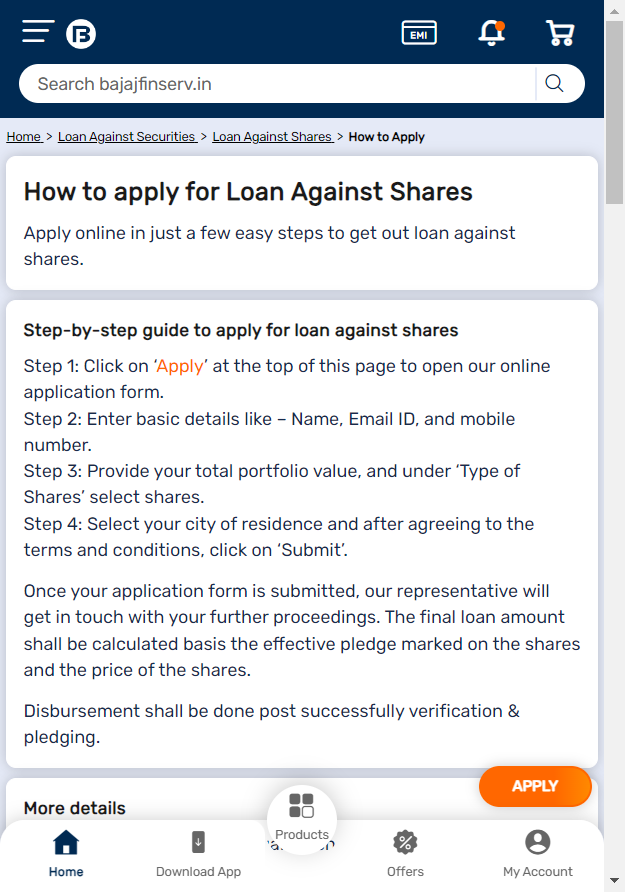 EMI
Search bajajfinserv.in
Home > Loan Against Securities > Loan Against Shares > How to Apply
How to apply for Loan Against Shares
Apply online in just a few easy steps to get out loan against
shares.
Step-by-step guide to apply for loan against shares
Step 1: Click on ‘Apply’ at the top of this page to open our online
application form.
Step 2: Enter basic details like – Name, Email ID, and mobile
number.
Step 3: Provide your total portfolio value, and under ‘Type of
Shares’ select shares.
Step 4: Select your city of residence and after agreeing to the
terms and conditions, click on ‘Submit’.
Once your application form is submitted, our representative will
get in touch with your further proceedings. The final loan amount
shall be calculated basis the effective pledge marked on the shares
and the price of the shares.
Disbursement shall be done post successfully verification &
pledging.
APPLY
More details
Products
Home
Download App
Offers
My Account